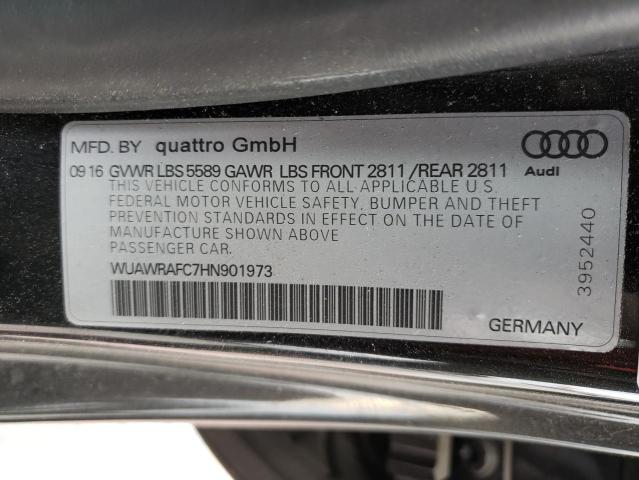 MFD. BY quattro GmbH
09 16 GVWR LBS 5589 GAWR LBS FRONT 2811 /REAR 2811
Audi
THIS VEHICLE CONFORMS TO ALL APPLICABLE U.S.
FEDERAL MOTOR VEHICLE SAFETY, BUMPER AND THEFT
PREVENTION STANDARDS IN EFFECT ON THE DATE OF
MANUFACTURE SHOWN ABOVE
PASSENGER CAR.
WUAWRAFC7HN901973
GERMANY
3952440